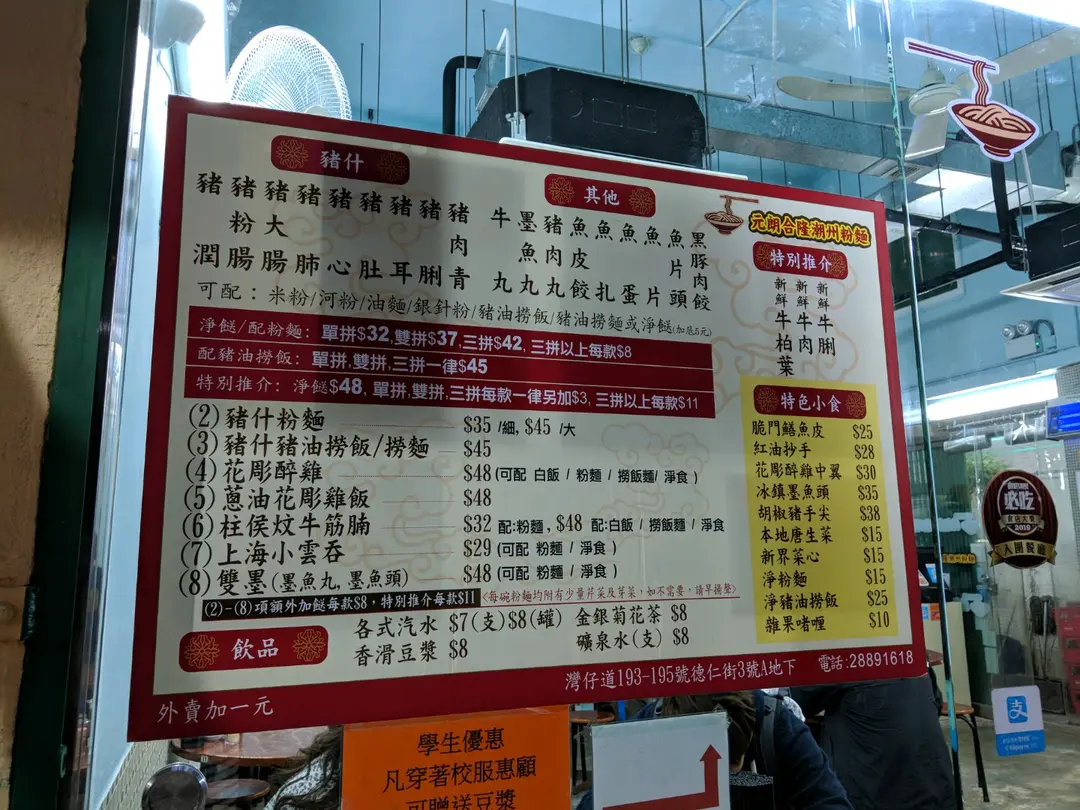 豬什
豬潤
豬粉腸
豬大腸
豬肺
豬心
豬肚
豬耳
豬脷
豬肉青
其他
牛丸
墨魚丸
豬肉丸
魚皮餃
魚扎
魚蛋
魚片
魚片頭
黑豚肉餃
可配：米粉/河粉/油麵/銀針粉/豬油撈飯/豬油撈麵或淨餸(加底5元)
淨餸/配粉麵：單拼$32,雙拼$37,三拼$42,三拼以上每款$8
配豬油撈飯：單拼,雙拼,三拼一律$45
特別推介：淨餸$48,單拼,雙拼,三拼每款一律另加$3,三拼以上每款$11
(2)豬什粉麵 $35/細,$45/大
(3)豬什豬油撈飯/撈麵 $45
(4)花彫醉雞 $48(可配 白飯 / 粉麵 / 撈飯麵/ 淨食 )
(5)蔥油花彫雞飯 $48
(6)柱侯炆牛筋腩 $32 配:粉麵,$48 配:白飯 / 撈飯麵 / 淨食
(7)上海小雲吞 $29 (可配 粉麵 / 淨食 )
(8)雙墨(墨魚丸,墨魚頭) $48 (可配 粉麵 / 淨食 )
(2)-(8)項額外加餸每款$8，特別推介每款$11
<每碗粉麵均附有少量芹菜及芽菜，如不需要，請早揚聲>
飲品
各式汽水 $7(支)$8(罐) 金銀菊花茶 $8
香滑豆漿 $8 礦泉水(支) $8
元朗合隆潮州粉麵
特別推介
新鮮牛柏葉
新鮮牛肉
新鮮牛脷
特色小食
脆門鱔魚皮 $25
紅油抄手 $28
花彫醉雞中翼 $30
冰鎮墨魚頭 $35
胡椒豬手尖 $38
本地唐生菜 $15
新界菜心 $15
淨粉麵 $15
淨豬油撈飯 $25
雜果啫喱 $10
外賣加一元
灣仔道193-195號德仁街3號A地下 電話:28891618
學生優惠
凡穿著校服惠顧
可贈送豆漿
必吃
2018
入圍餐廳
支